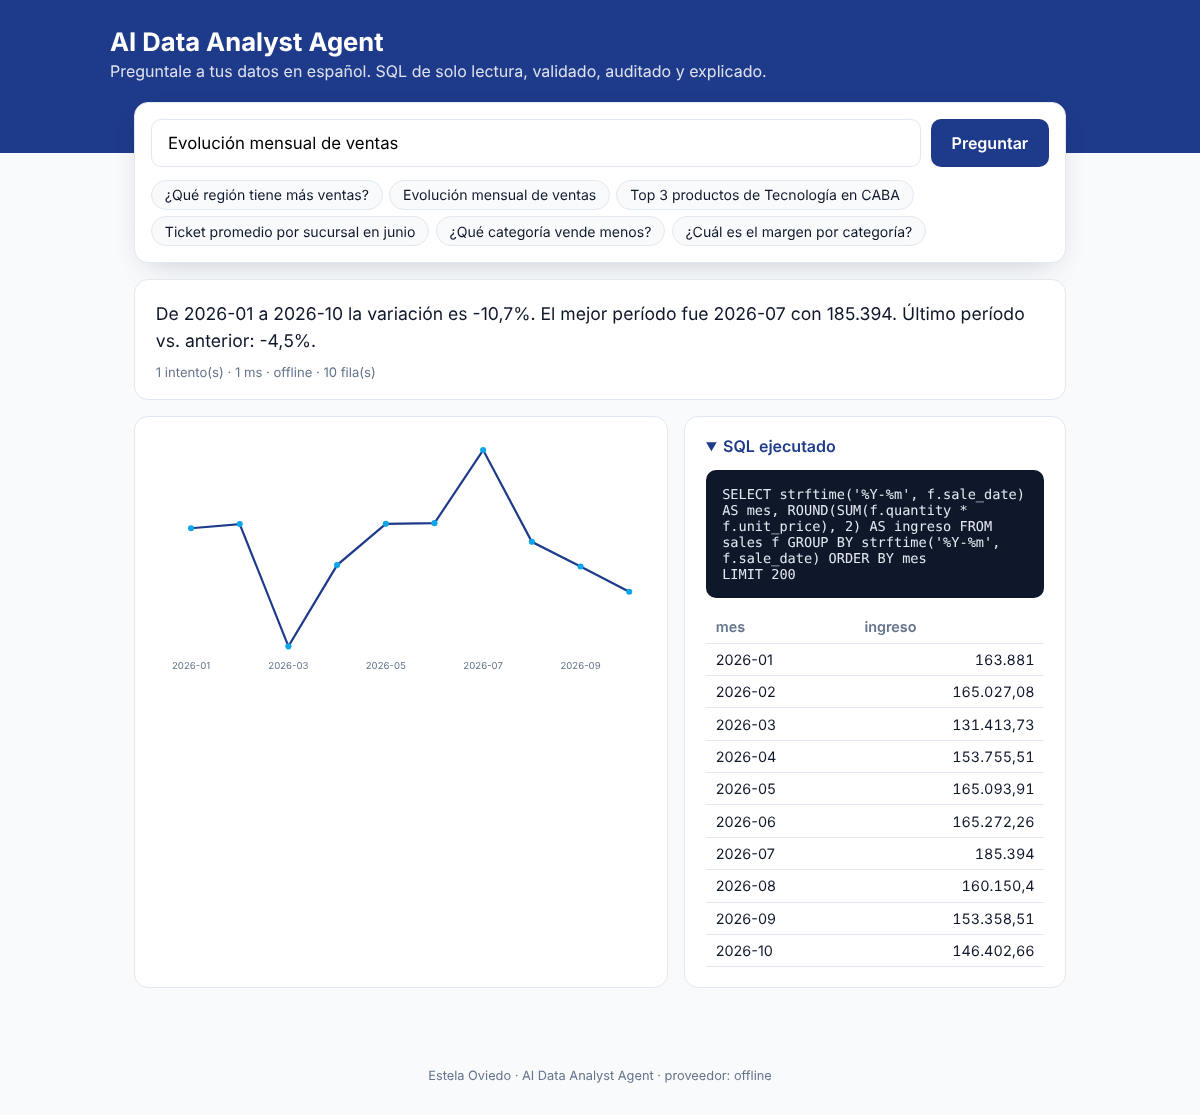 AI Data Analyst Agent
Preguntale a tus datos en español. SQL de solo lectura, validado, auditado y explicado.
Evolución mensual de ventas
Preguntar
¿Qué región tiene más ventas?
Evolución mensual de ventas
Top 3 productos de Tecnología en CABA
Ticket promedio por sucursal en junio
¿Qué categoría vende menos?
¿Cuál es el margen por categoría?
De 2026-01 a 2026-10 la variación es -10,7%. El mejor período fue 2026-07 con 185.394. Último período
vs. anterior: -4,5%.
1 intento(s) · 1 ms · offline · 10 fila(s)
2026-01 2026-03 2026-05 2026-07 2026-09
▼ SQL ejecutado
SELECT strftime('%Y-%m', f.sale_date)
AS mes, ROUND(SUM(f.quantity *
f.unit_price), 2) AS ingreso FROM
sales f GROUP BY strftime('%Y-%m',
f.sale_date) ORDER BY mes
LIMIT 200
mes ingreso
2026-01 163.881
2026-02 165.027,08
2026-03 131.413,73
2026-04 153.755,51
2026-05 165.093,91
2026-06 165.272,26
2026-07 185.394
2026-08 160.150,4
2026-09 153.358,51
2026-10 146.402,66
Estela Oviedo · AI Data Analyst Agent · proveedor: offline